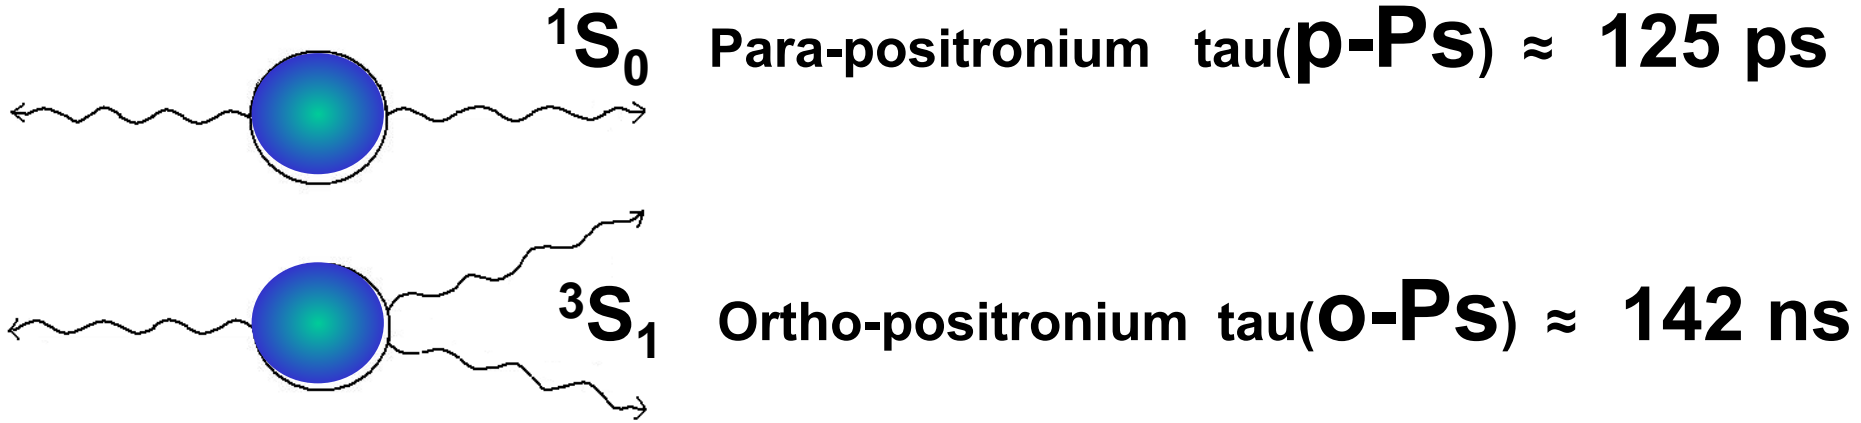 ¹S₀ Para-positronium tau(p-Ps) ≈ 125 ps
³S₁ Ortho-positronium tau(o-Ps) ≈ 142 ns